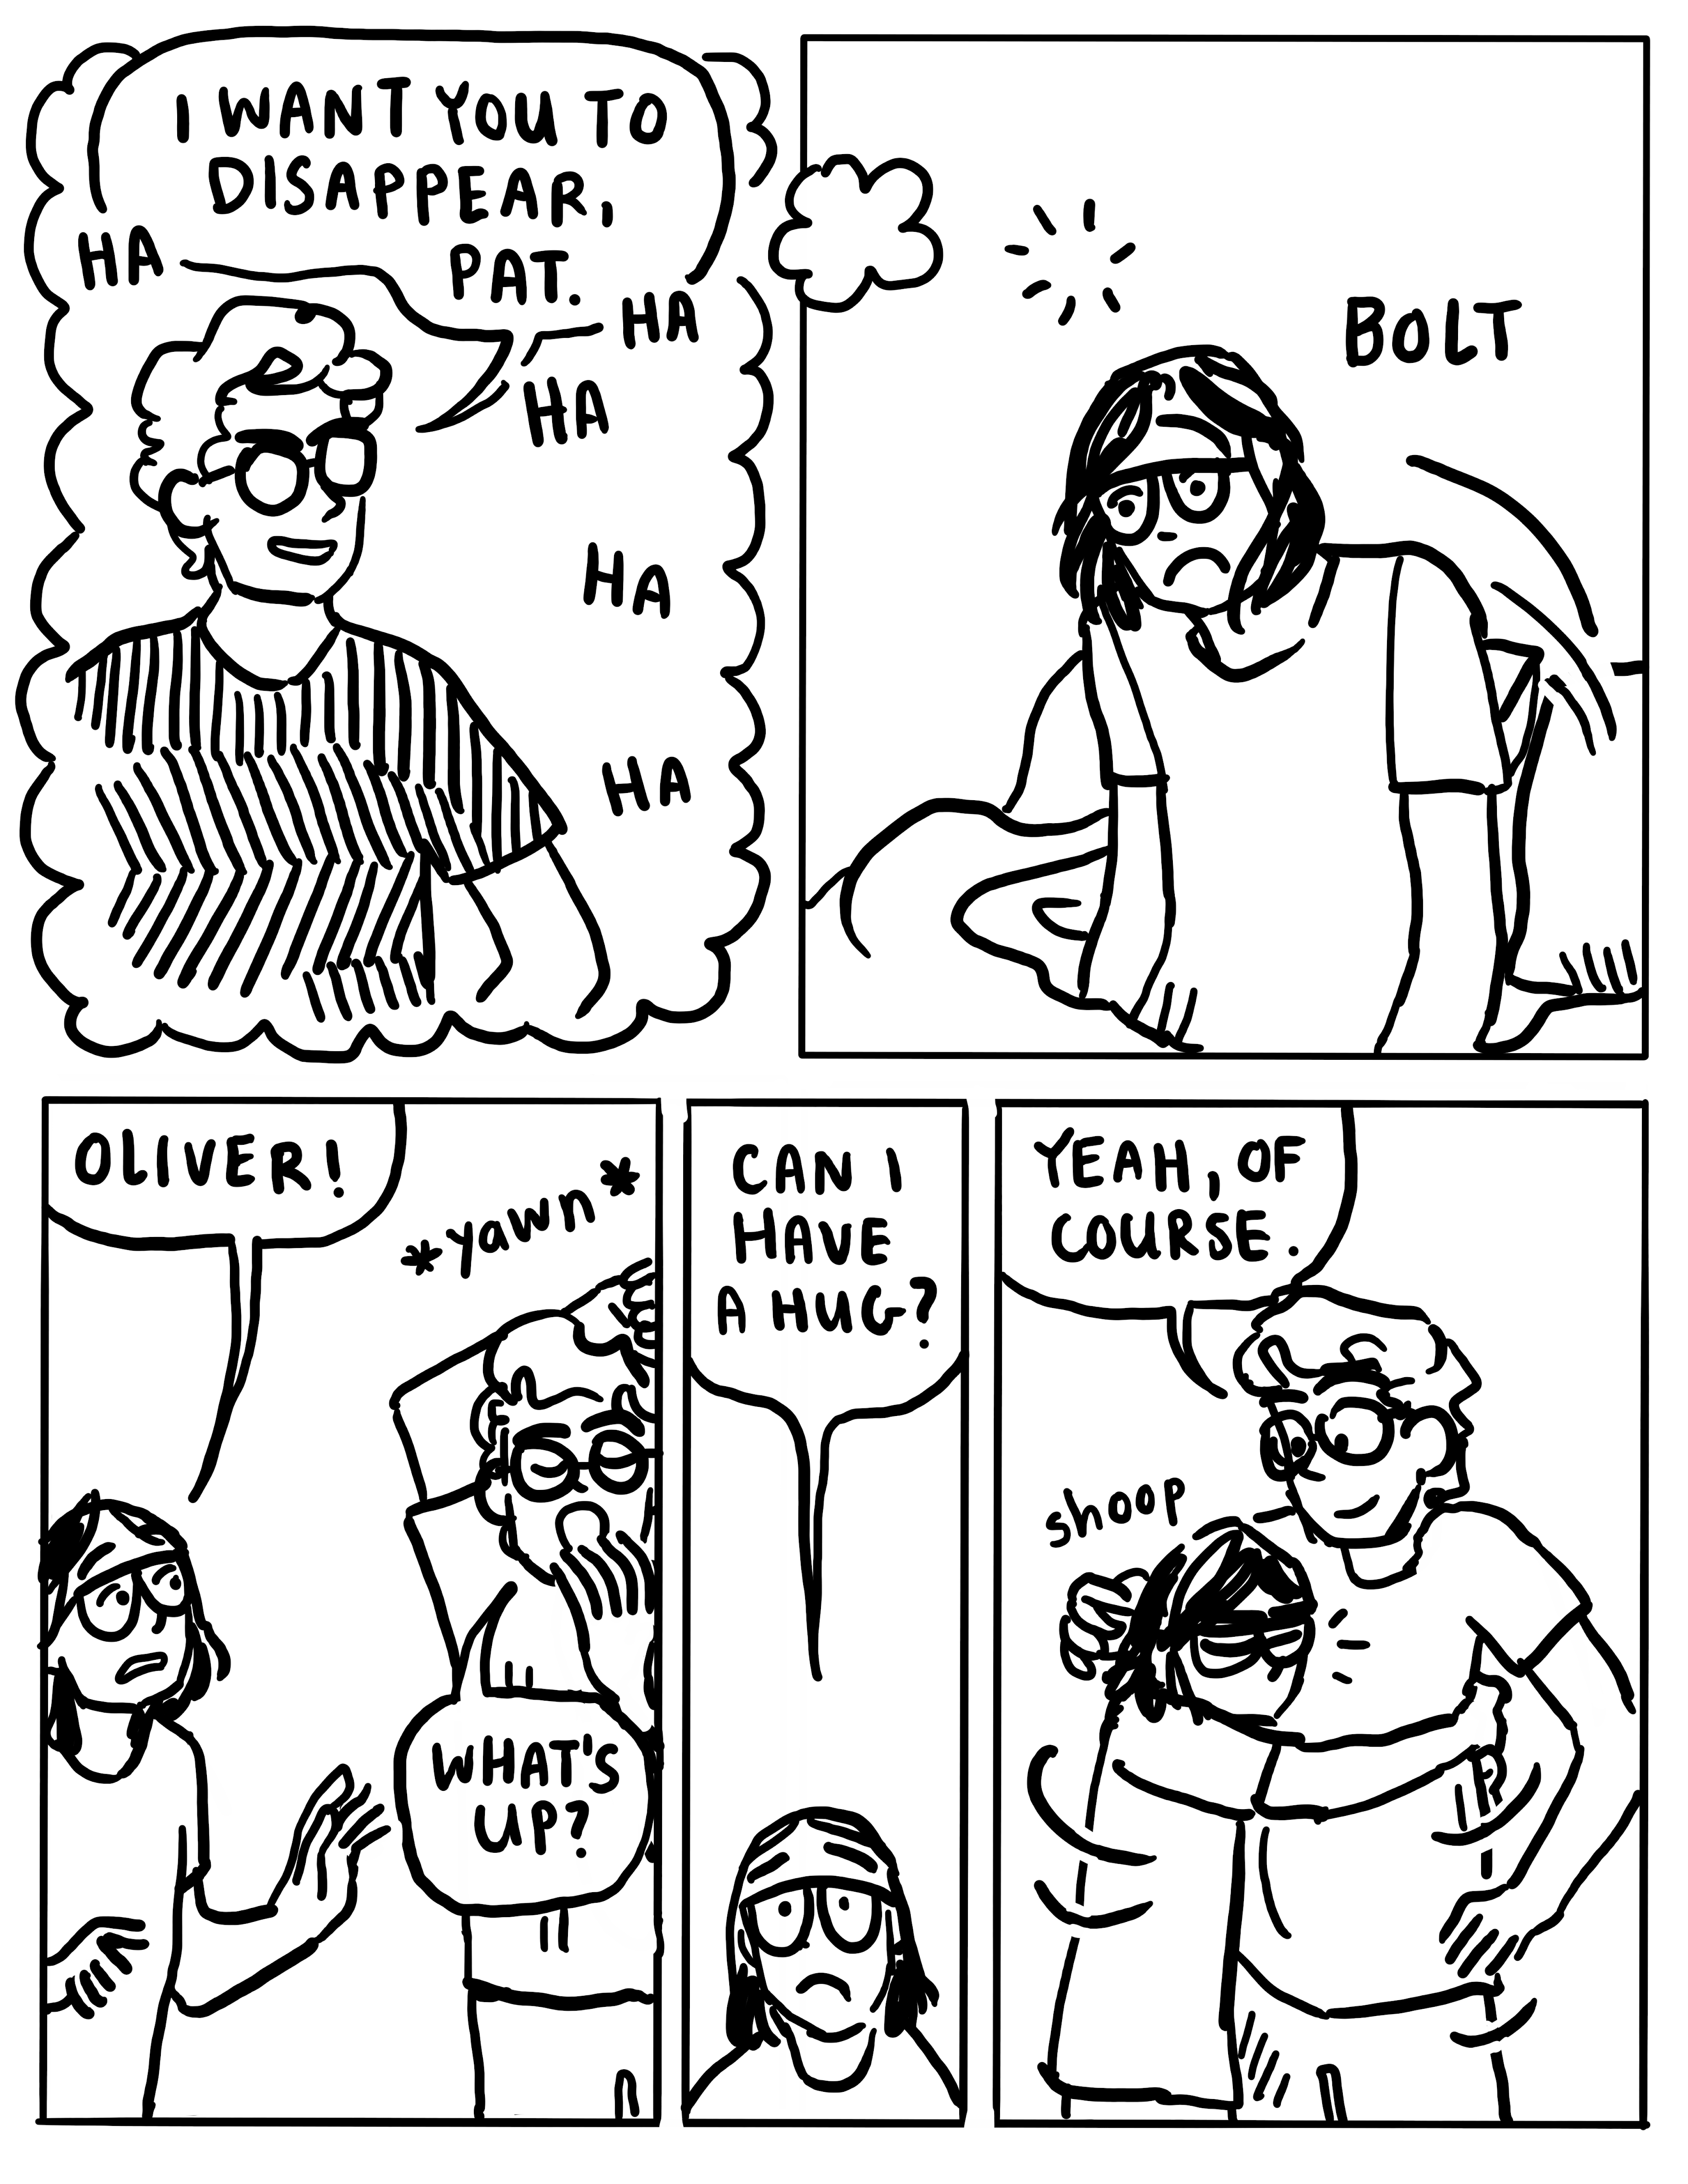 I WANT YOU TO
DISAPPEAR,
PAT.
HA
HA
HA
HA
HA
BOLT
OLIVER!
*YAWN*
WHAT'S
UP?
CAN I
HAVE
A HUG?
YEAH, OF
COURSE.
SHOOP